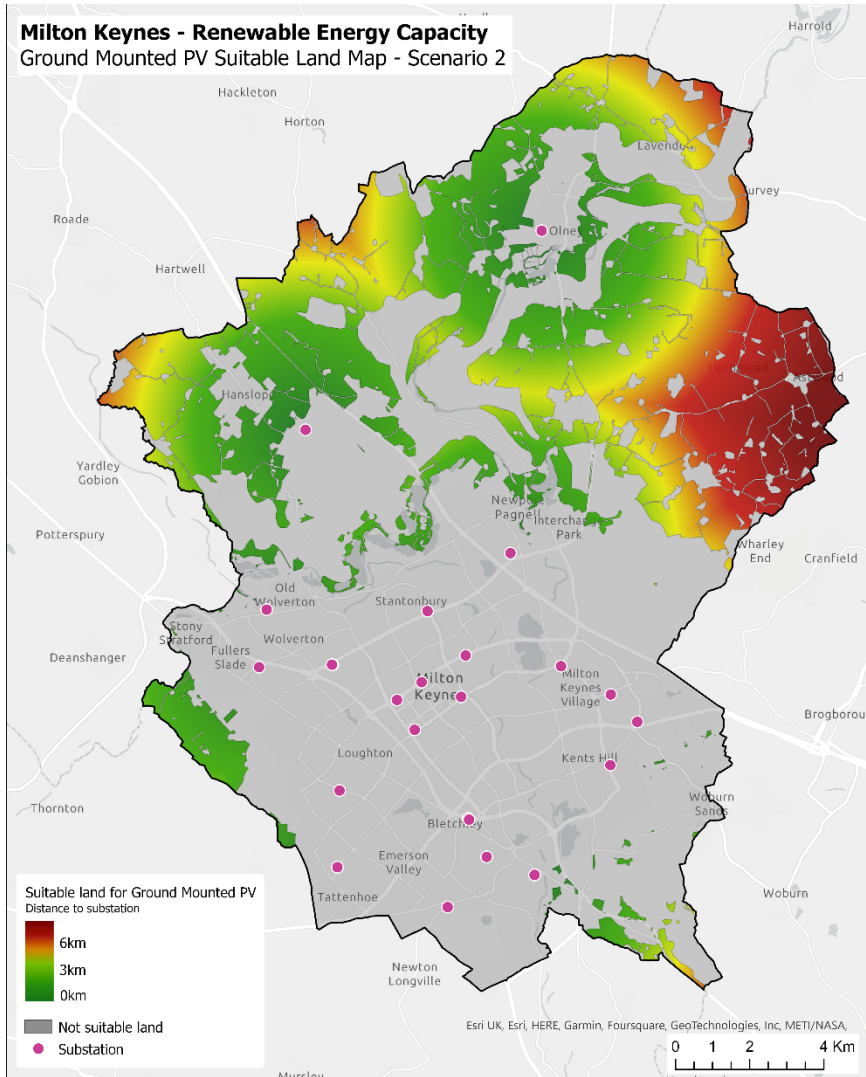 Milton Keynes - Renewable Energy Capacity
Ground Mounted PV Suitable Land Map - Scenario 2
Harrold
Hackleton
Horton
Lavendon
Turvey
Roade
Olney
Hartwell
Hardmead
Astwood
Hanslope
Yardley
Gobion
Newport
Pagnell
Interchange
Park
Potterspury
Wharley
End
Cranfield
Old
Wolverton
Stantonbury
Stony
Stratford
Wolverton
Fullers
Slade
Deanshanger
Milton
Keynes
Milton
Keynes
Village
Brogborough
Loughton
Kents Hill
Thornton
Woburn
Sands
Bletchley
Emerson
Valley
Woburn
Tattenhoe
Newton
Longville
Mursley
Suitable land for Ground Mounted PV
Distance to substation
6km
3km
0km
Not suitable land
Substation
Esri UK, Esri, HERE, Garmin, Foursquare, GeoTechnologies, Inc, METI/NASA,
0 1 2 4 Km